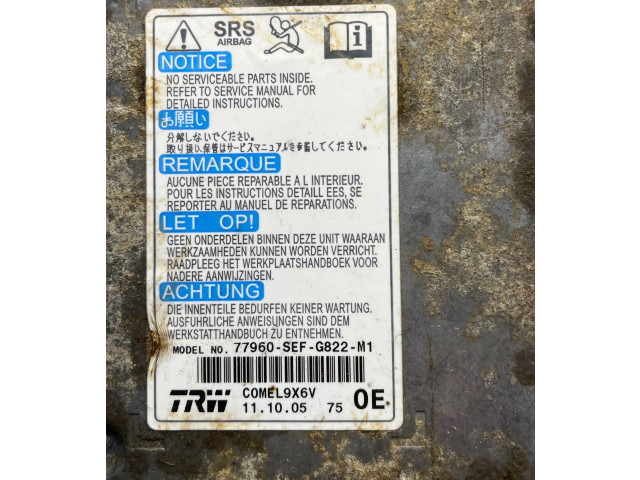 SRS
AIRBAG
NOTICE
NO SERVICEABLE PARTS INSIDE.
REFER TO SERVICE MANUAL FOR
DETAILED INSTRUCTIONS.
お願い
分解しないでください。
取り扱い、保管はサービスマニュアルを参照してください。
REMARQUE
AUCUNE PIECE REPARABLE A L INTERIEUR.
POUR LES INSTRUCTIONS DETAILL EES, SE
REPORTER AU MANUEL DE REPARATIONS.
LET OP!
GEEN ONDERDELEN BINNEN DEZE UNIT WAARAAN
WERKZAAMHEDEN KUNNEN WORDEN VERRICHT.
RAADPLEEG HET WERKPLAATSHANDBOEK VOOR
NADERE AANWIJZINGEN.
ACHTUNG
DIE INNENTEILE BEDURFEN KEINER WARTUNG.
AUSFUHRLICHE ANWEISUNGEN SIND DEM
WERKSTATTHANDBUCH ZU ENTNEHMEN.
MODEL NO. 77960-SEF-G822-M1
TRW COMEL9X6V
11.10.05 75 0E